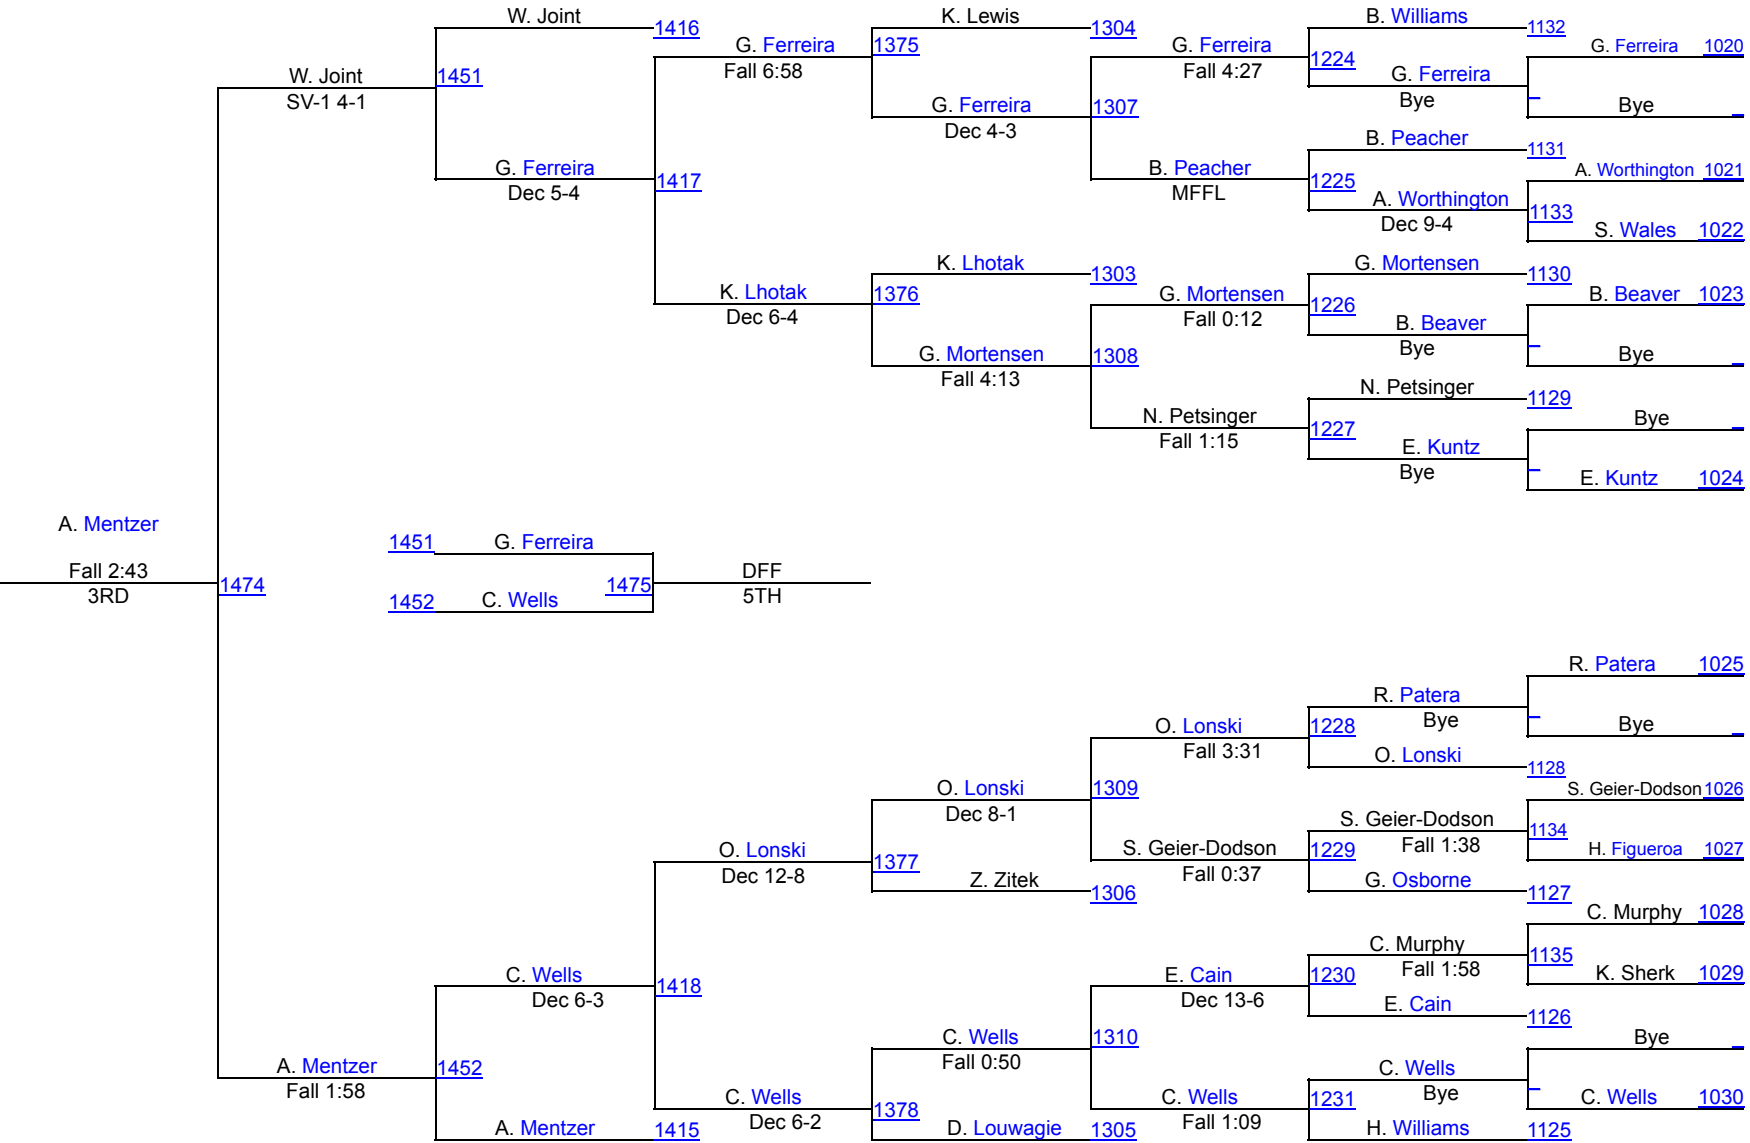 W. Joint
1416
K. Lewis
1304
B. Williams
1132
G. Ferreira 1020
G. Ferreira
1375
Fall 6:58
G. Ferreira
1224
Fall 4:27
G. Ferreira
Bye
Bye
W. Joint
1451
SV-1 4-1
G. Ferreira
1307
Dec 4-3
B. Peacher
1131
A. Worthington 1021
G. Ferreira
1417
Dec 5-4
B. Peacher
1225
MFFL
A. Worthington
1133
Dec 9-4
S. Wales 1022
K. Lhotak
1303
G. Mortensen
1130
B. Beaver 1023
K. Lhotak
1376
Dec 6-4
G. Mortensen
1226
Fall 0:12
B. Beaver
Bye
Bye
G. Mortensen
1308
Fall 4:13
N. Petsinger
1129
Bye
N. Petsinger
1227
Fall 1:15
E. Kuntz
Bye
E. Kuntz 1024
A. Mentzer
Fall 2:43
1474
3RD
1451 G. Ferreira
1475
DFF
5TH
1452 C. Wells
R. Patera 1025
R. Patera
Bye
Bye
O. Lonski
1228
Fall 3:31
O. Lonski
1128
O. Lonski
1309
Dec 8-1
S. Geier-Dodson 1026
S. Geier-Dodson
1134
Fall 1:38
H. Figueroa 1027
O. Lonski
1377
Dec 12-8
S. Geier-Dodson
1229
Fall 0:37
Z. Zitek
1306
G. Osborne
1127
C. Murphy 1028
C. Murphy
1135
Fall 1:58
K. Sherk 1029
C. Wells
1418
Dec 6-3
E. Cain
1230
Dec 13-6
E. Cain
1126
Bye
C. Wells
1310
Fall 0:50
A. Mentzer
1452
Fall 1:58
C. Wells
Bye
C. Wells 1030
C. Wells
1378
Dec 6-2
C. Wells
1231
Fall 1:09
A. Mentzer
1415
D. Louwagie
1305
H. Williams
1125